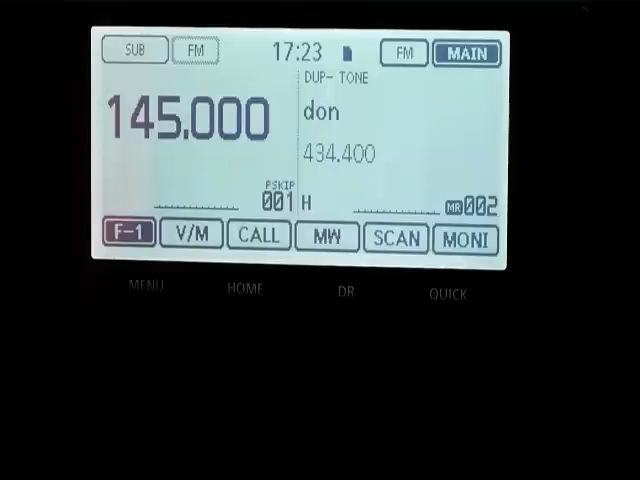 SUB FM 17:23 FM MAIN
DUP- TONE
145.000 don
434.400
PSKIP
001 H MR 002
F-1 V/M CALL MW SCAN MONI
MENU HOME DR QUICK